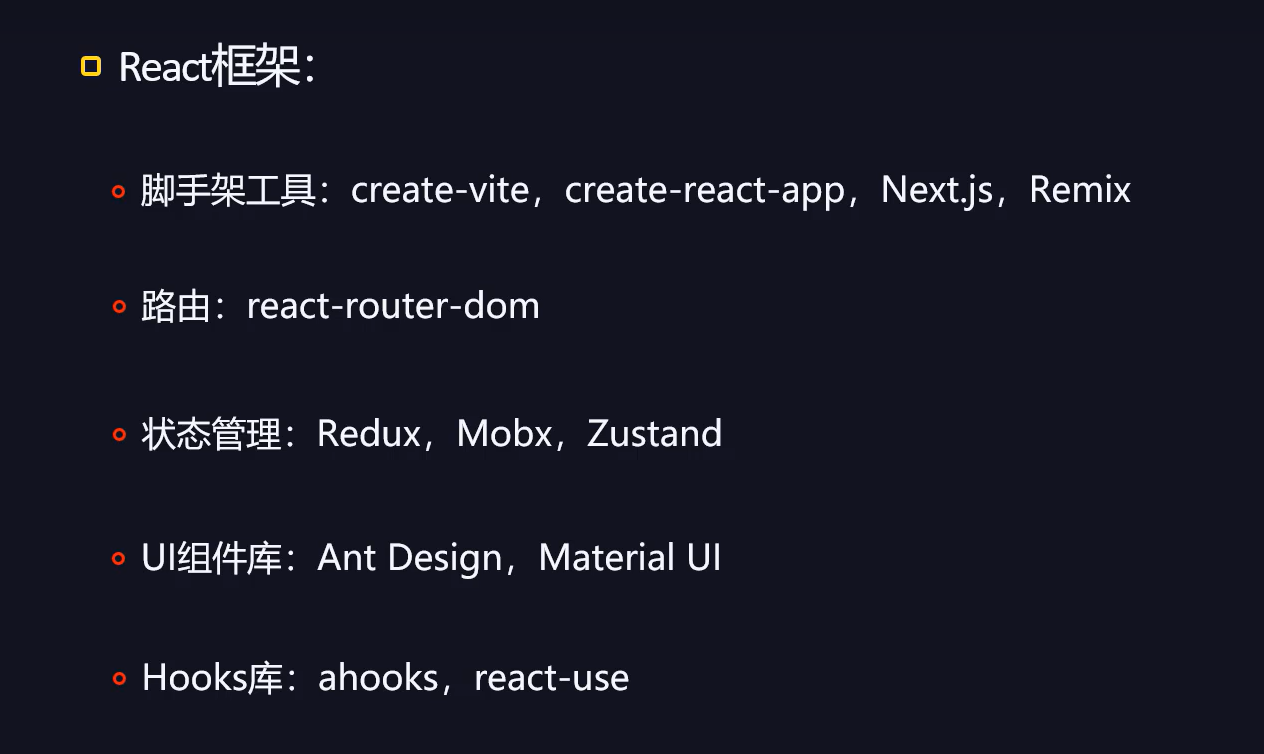 React框架：
脚手架工具：create-vite，create-react-app，Next.js，Remix
路由：react-router-dom
状态管理：Redux，Mobx，Zustand
UI组件库：Ant Design，Material UI
Hooks库：ahooks，react-use